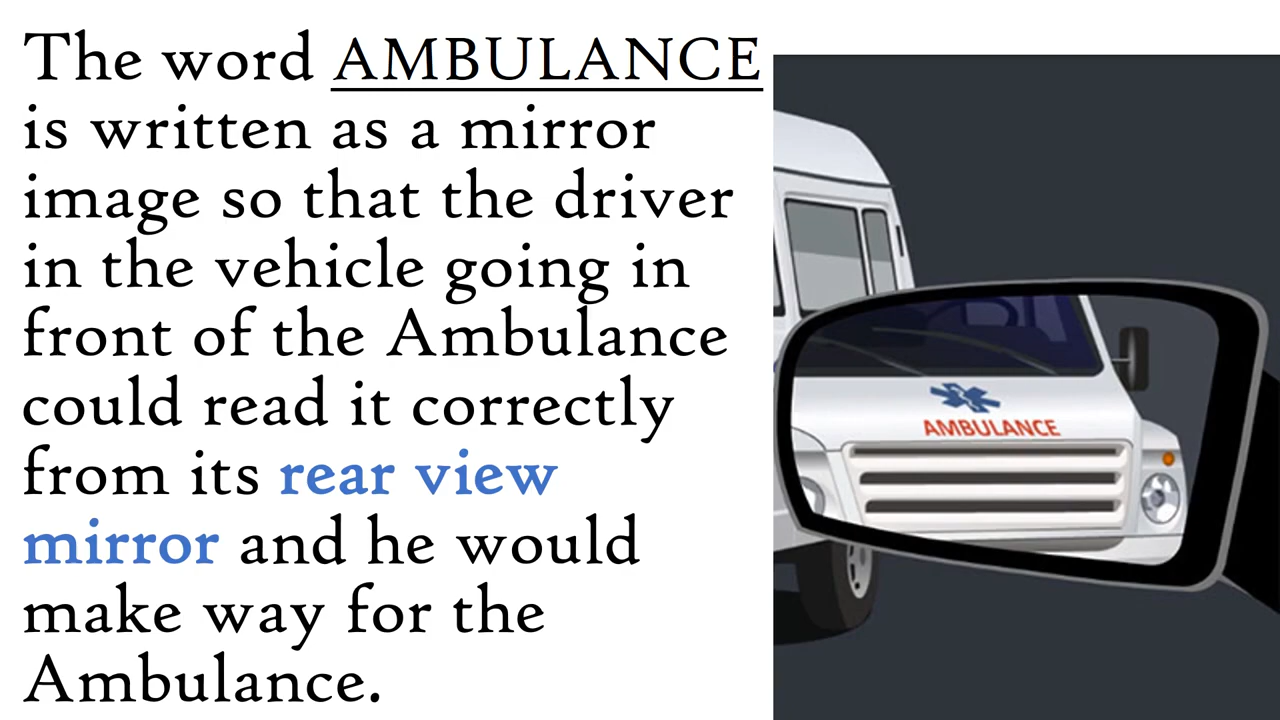 The word AMBULANCE
is written as a mirror
image so that the driver
in the vehicle going in
front of the Ambulance
could read it correctly
from its rear view
mirror and he would
make way for the
Ambulance.
AMBULANCE